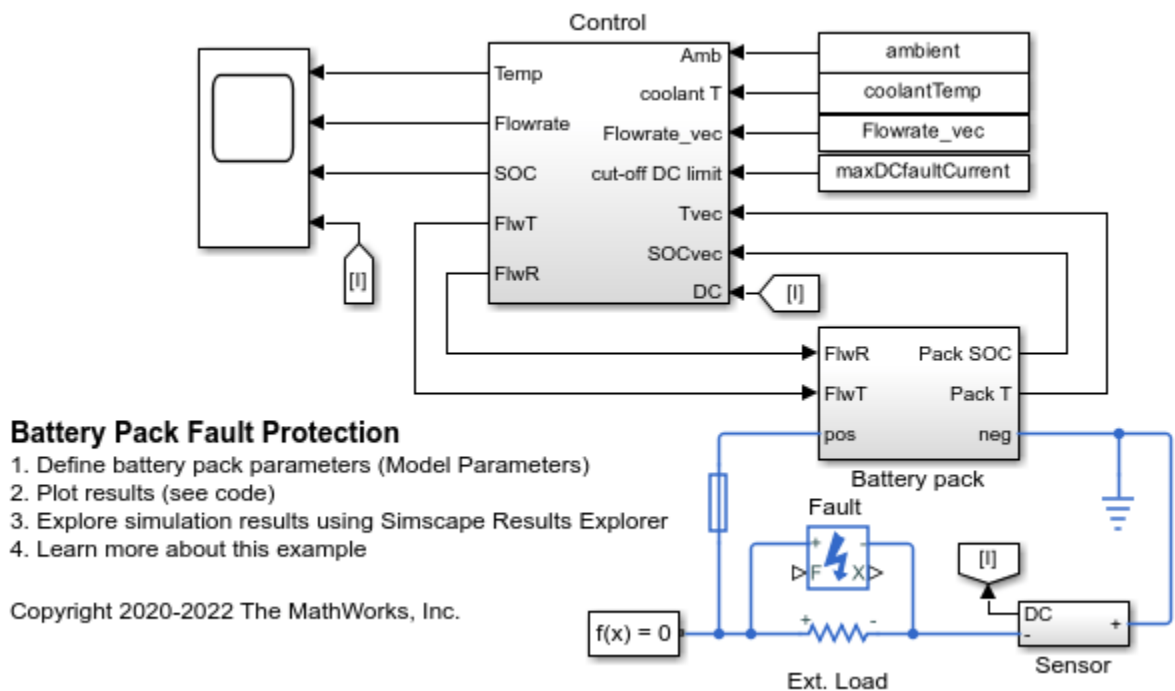 Control
Temp
Flowrate
SOC
FlwT
FlwR
Amb
coolant T
Flowrate_vec
cut-off DC limit
Tvec
SOCvec
DC
ambient
coolantTemp
Flowrate_vec
maxDCfaultCurrent
[I]
[I]
FlwR
FlwT
pos
Pack SOC
Pack T
neg
Battery pack
Battery Pack Fault Protection
1. Define battery pack parameters (Model Parameters)
2. Plot results (see code)
3. Explore simulation results using Simscape Results Explorer
4. Learn more about this example
Copyright 2020-2022 The MathWorks, Inc.
Fault
+ -
F X
[I]
f(x) = 0
+ -
Ext. Load
DC
- +
Sensor